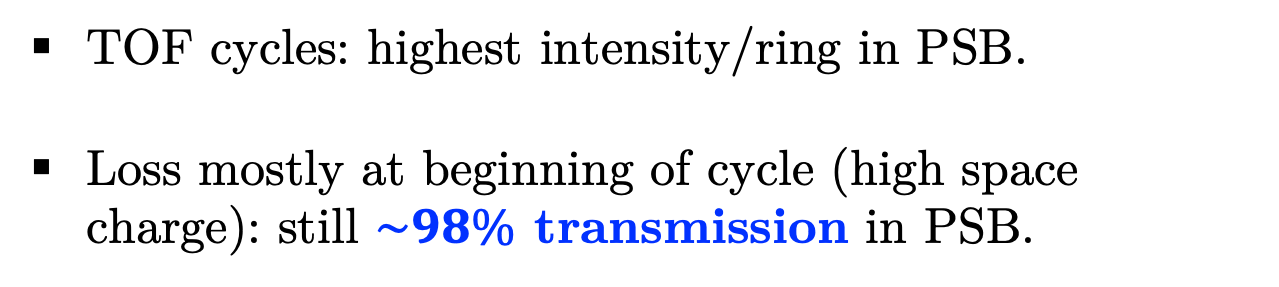 ▪ TOF cycles: highest intensity/ring in PSB.
▪ Loss mostly at beginning of cycle (high space
charge): still ~98% transmission in PSB.